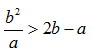 b²/a > 2b − a